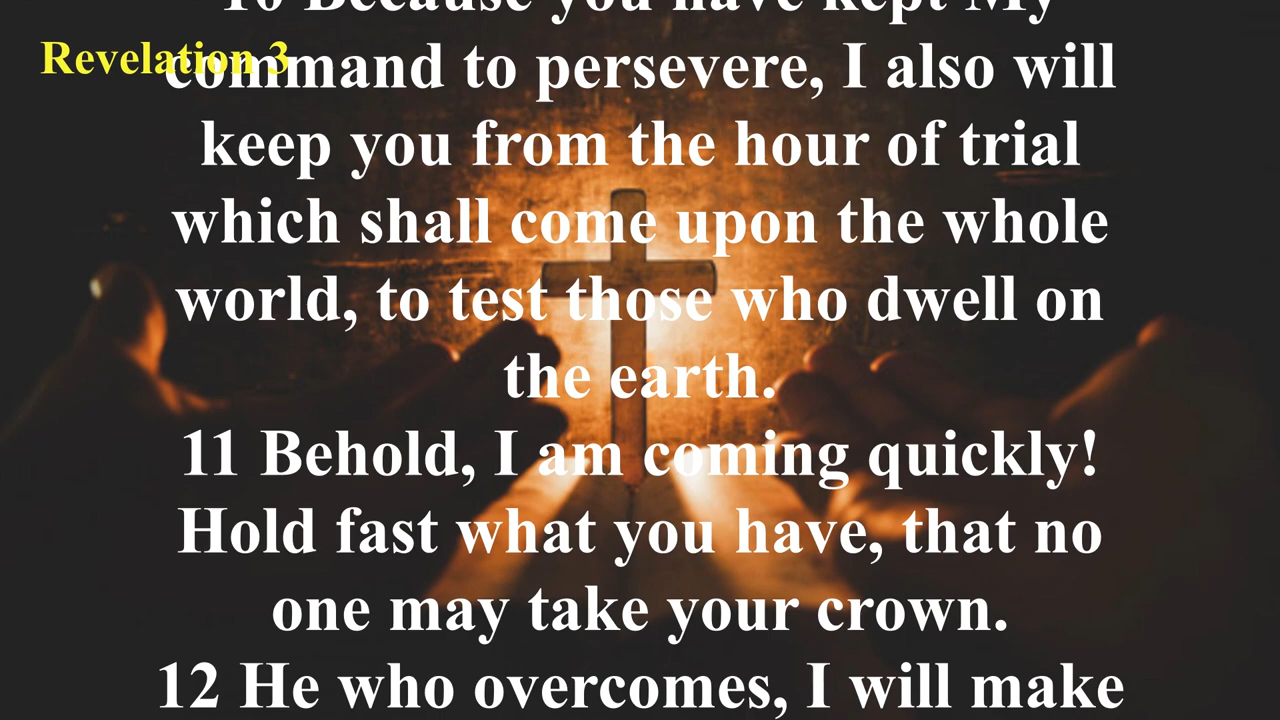 10 Because you have kept My
Revelation 3
command to persevere, I also will
keep you from the hour of trial
which shall come upon the whole
world, to test those who dwell on
the earth.
11 Behold, I am coming quickly!
Hold fast what you have, that no
one may take your crown.
12 He who overcomes, I will make